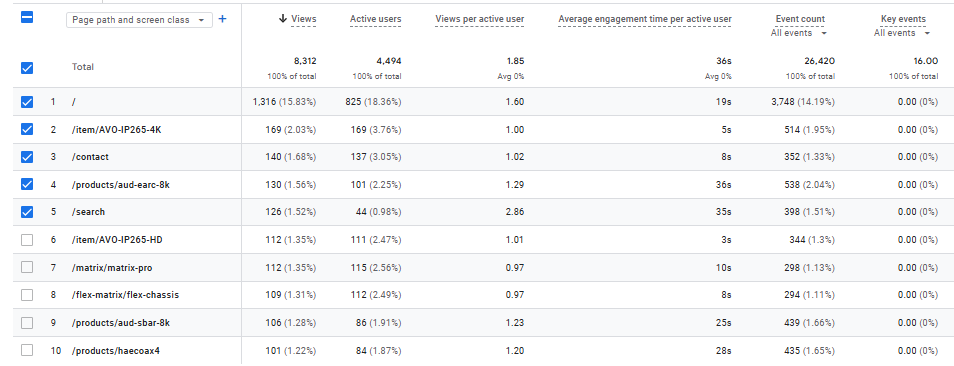 Page path and screen class + ↓ Views Active users Views per active user Average engagement time per active user Event count Key events
All events All events
Total 8,312 4,494 1.85 36s 26,420 16.00
100% of total 100% of total Avg 0% Avg 0% 100% of total 100% of total
1 / 1,316 (15.83%) 825 (18.36%) 1.60 19s 3,748 (14.19%) 0.00 (0%)
2 /item/AVO-IP265-4K 169 (2.03%) 169 (3.76%) 1.00 5s 514 (1.95%) 0.00 (0%)
3 /contact 140 (1.68%) 137 (3.05%) 1.02 8s 352 (1.33%) 0.00 (0%)
4 /products/aud-earc-8k 130 (1.56%) 101 (2.25%) 1.29 36s 538 (2.04%) 0.00 (0%)
5 /search 126 (1.52%) 44 (0.98%) 2.86 35s 398 (1.51%) 0.00 (0%)
6 /item/AVO-IP265-HD 112 (1.35%) 111 (2.47%) 1.01 3s 344 (1.3%) 0.00 (0%)
7 /matrix/matrix-pro 112 (1.35%) 115 (2.56%) 0.97 10s 298 (1.13%) 0.00 (0%)
8 /flex-matrix/flex-chassis 109 (1.31%) 112 (2.49%) 0.97 8s 294 (1.11%) 0.00 (0%)
9 /products/aud-sbar-8k 106 (1.28%) 86 (1.91%) 1.23 25s 439 (1.66%) 0.00 (0%)
10 /products/haecoax4 101 (1.22%) 84 (1.87%) 1.20 28s 435 (1.65%) 0.00 (0%)